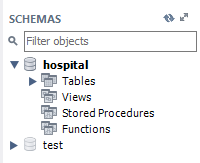 SCHEMAS
Filter objects
hospital
Tables
Views
Stored Procedures
Functions
test